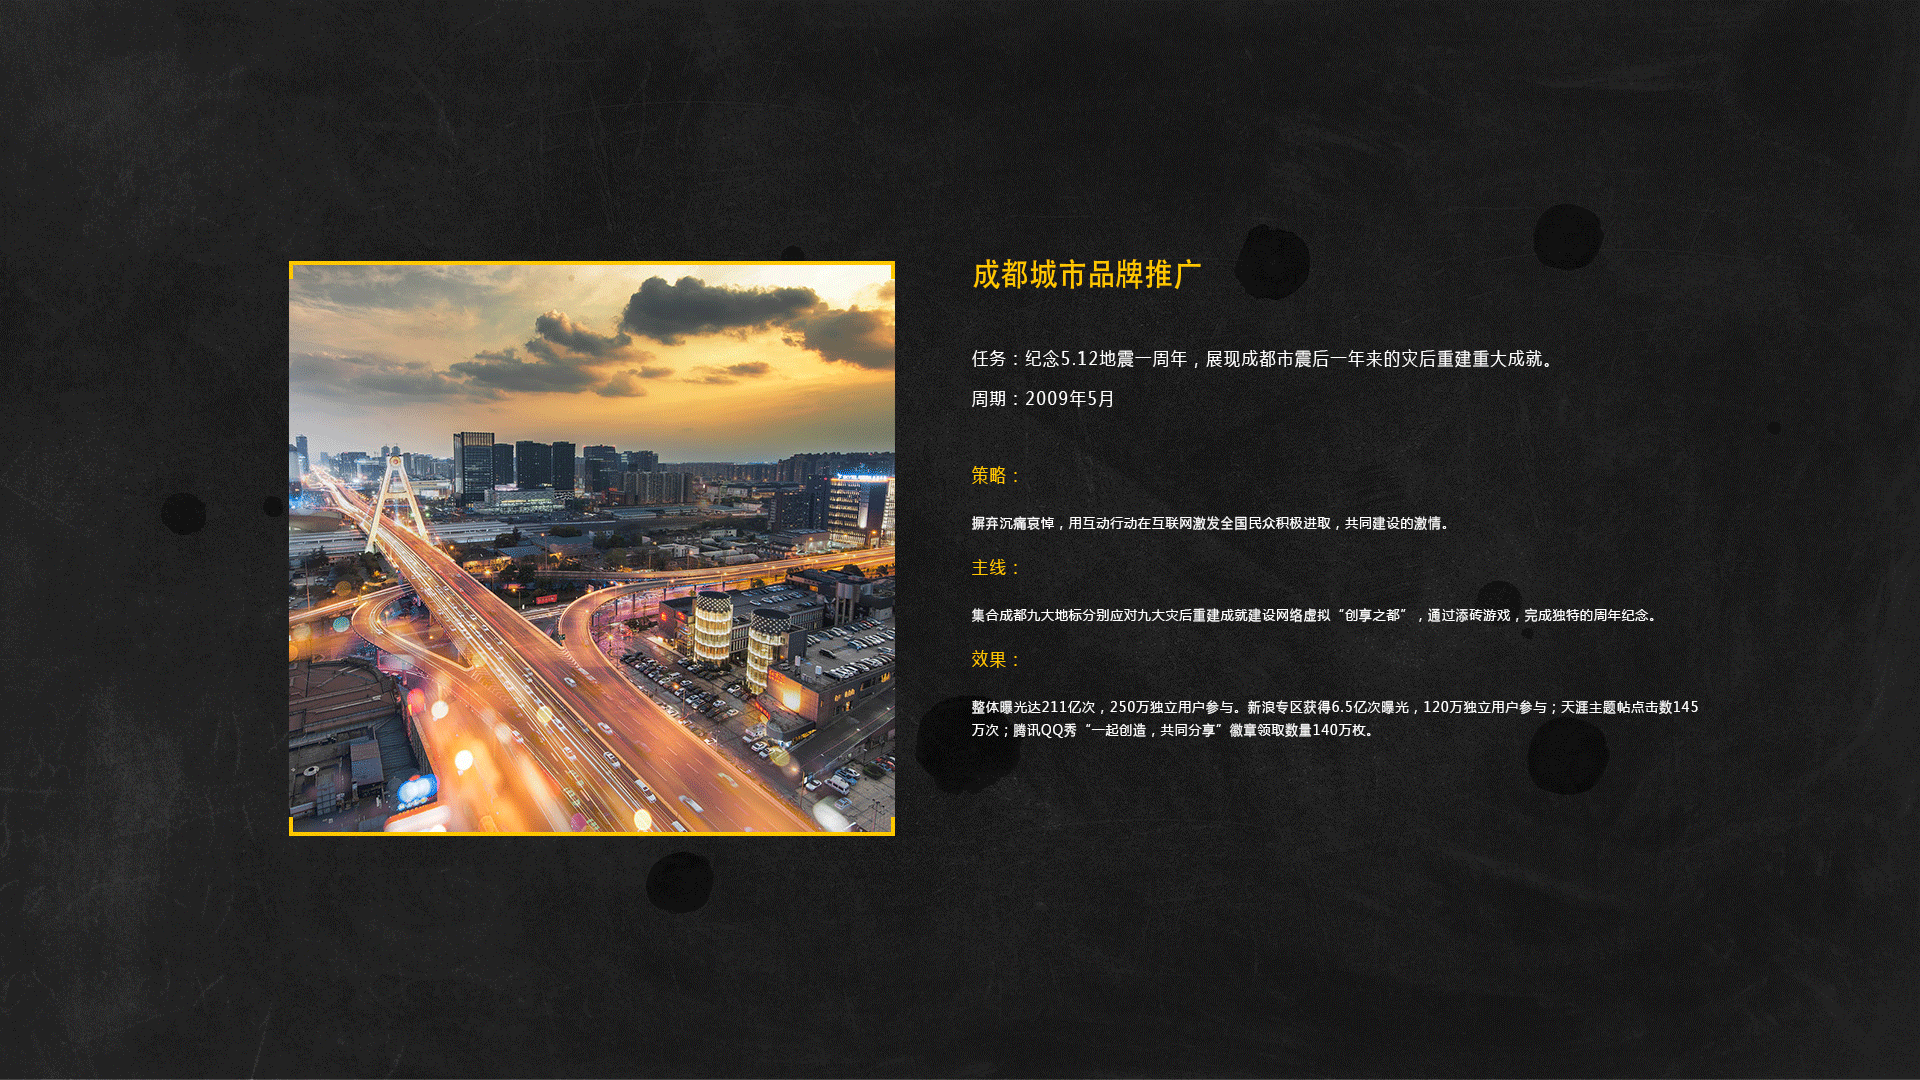 成都城市品牌推广
任务：纪念5.12地震一周年，展现成都市震后一年来的灾后重建重大成就。
周期：2009年5月
策略：
摒弃沉痛哀悼，用互动行动在互联网激发全国民众积极进取，共同建设的激情。
主线：
集合成都九大地标分别应对九大灾后重建成就建设网络虚拟“创享之都”，通过添砖游戏，完成独特的周年纪念。
效果：
整体曝光达211亿次，250万独立用户参与。新浪专区获得6.5亿次曝光，120万独立用户参与；天涯主题帖点击数145
万次；腾讯QQ秀“一起创造，共同分享”徽章领取数量140万枚。